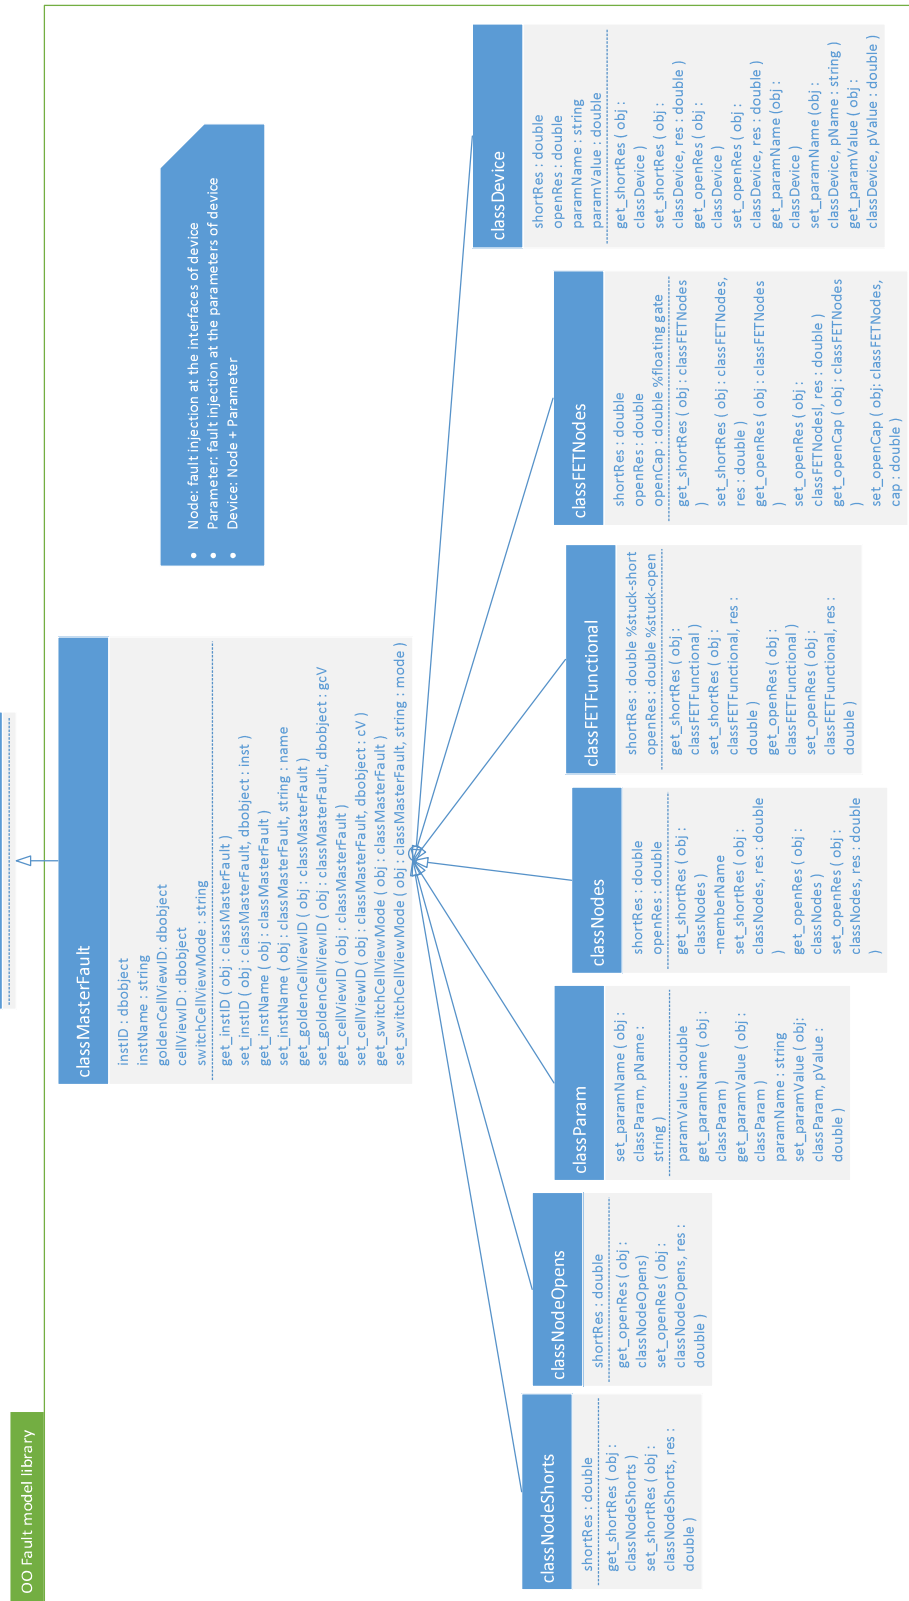 OO Fault model library
classMasterFault
instID : dbobject
instName : string
goldenCellViewID: dbobject
cellViewID : dbobject
switchCellViewMode : string
get_instID ( obj : classMasterFault )
set_instID ( obj : classMasterFault, dbobject : inst )
get_instName ( obj : classMasterFault )
set_instName ( obj : classMasterFault, string : name
get_goldenCellViewID ( obj : classMasterFault )
set_goldenCellViewID ( obj : classMasterFault, dbobject : gcV
get_cellViewID ( obj : classMasterFault )
set_cellViewID ( obj : classMasterFault, dbobject : cV )
get_switchCellViewMode ( obj : classMasterFault )
set_switchCellViewMode ( obj : classMasterFault, string : mode )
• Node: fault injection at the interfaces of device
• Parameter: fault injection at the parameters of device
• Device: Node + Parameter
classNodeShorts
shortRes : double
get_shortRes ( obj :
classNodeShorts )
set_shortRes ( obj :
classNodeShorts, res :
double )
classNodeOpens
shortRes : double
get_openRes ( obj :
classNodeOpens)
set_openRes ( obj :
classNodeOpens, res :
double )
classParam
set_paramName ( obj :
classParam, pName :
string )
paramValue : double
get_paramName ( obj :
classParam )
get_paramValue ( obj :
classParam )
paramName : string
set_paramValue ( obj:
classParam, pValue :
double )
classNodes
shortRes : double
openRes : double
get_shortRes ( obj :
classNodes )
-memberName
set_shortRes ( obj :
classNodes, res : double
)
get_openRes ( obj :
classNodes )
set_openRes ( obj :
classNodes, res : double
)
classFETFunctional
shortRes : double %stuck-short
openRes : double %stuck-open
get_shortRes ( obj :
classFETFunctional )
set_shortRes ( obj :
classFETFunctional, res :
double )
get_openRes ( obj :
classFETFunctional )
set_openRes ( obj :
classFETFunctional, res :
double )
classFETNodes
shortRes : double
openRes : double
openCap : double %floating gate
get_shortRes ( obj : classFETNodes
)
set_shortRes ( obj : classFETNodes,
res : double )
get_openRes ( obj : classFETNodes
)
set_openRes ( obj :
classFETNodesl, res : double )
get_openCap ( obj : classFETNodes
)
set_openCap ( obj: classFETNodes,
cap : double )
classDevice
shortRes : double
openRes : double
paramName : string
paramValue : double
get_shortRes ( obj :
classDevice )
set_shortRes ( obj :
classDevice, res : double )
get_openRes ( obj :
classDevice )
set_openRes ( obj :
classDevice, res : double )
get_paramName (obj :
classDevice )
set_paramName (obj :
classDevice, pName : string )
get_paramValue ( obj :
classDevice, pValue : double )